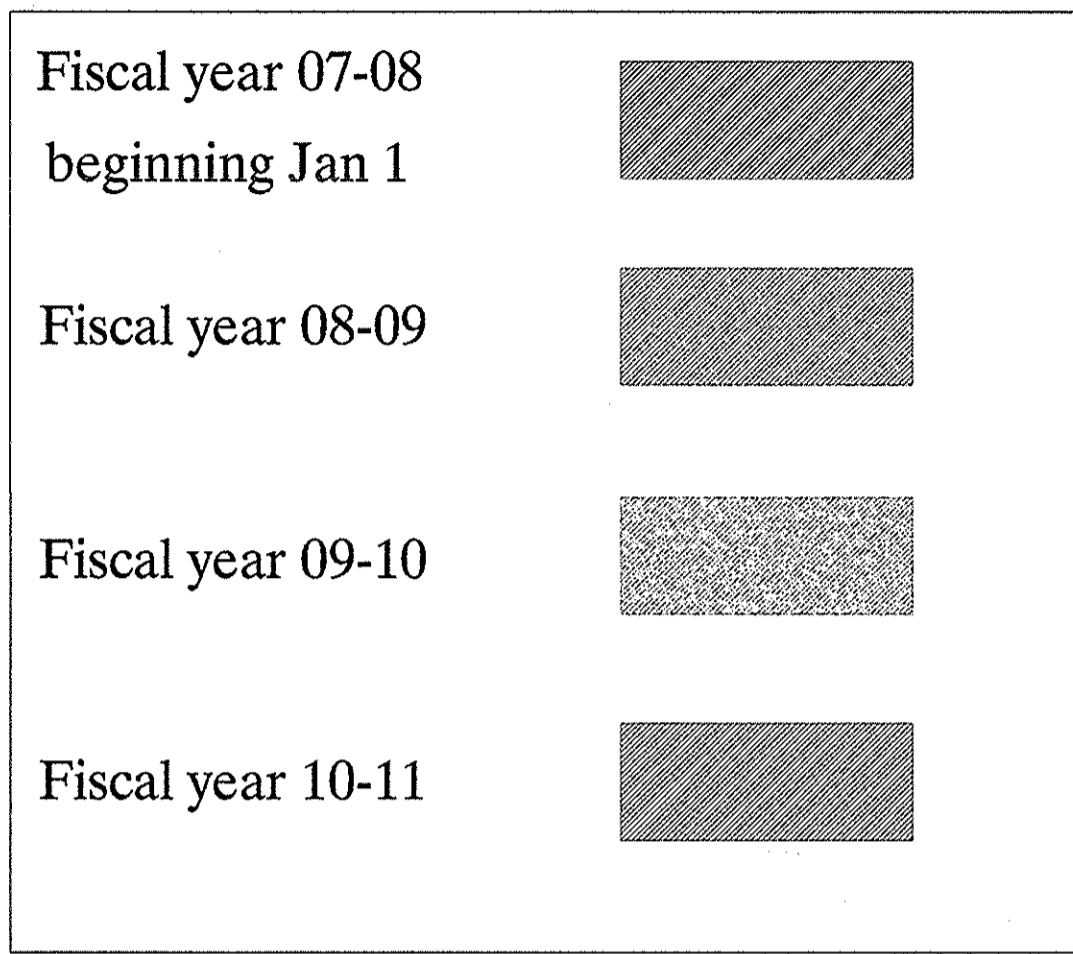 Fiscal year 07-08
beginning Jan 1
Fiscal year 08-09
Fiscal year 09-10
Fiscal year 10-11